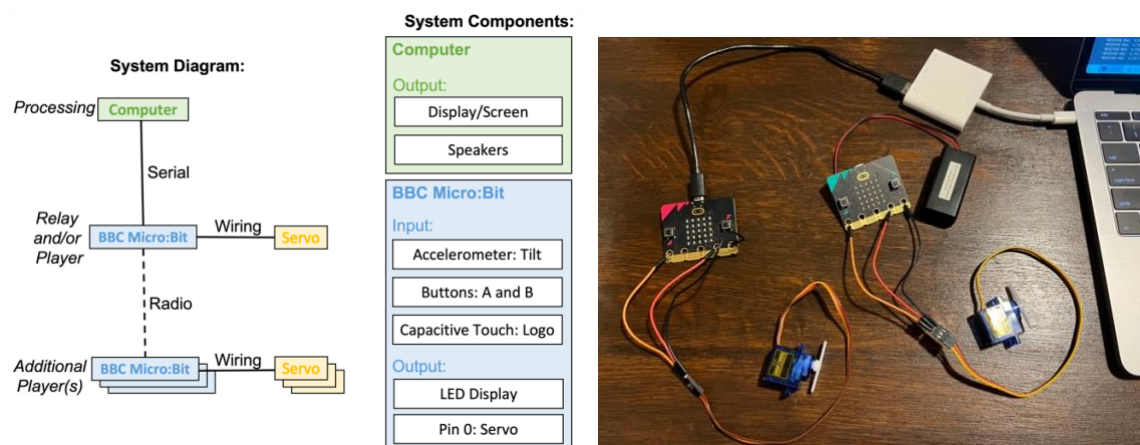 System Diagram:
Processing
Computer
Serial
Relay
and/or
Player
BBC Micro:Bit
Wiring
Servo
Radio
Additional
Player(s)
BBC Micro:Bit
Wiring
Servo
System Components:
Computer
Output:
Display/Screen
Speakers
BBC Micro:Bit
Input:
Accelerometer: Tilt
Buttons: A and B
Capacitive Touch: Logo
Output:
LED Display
Pin 0: Servo